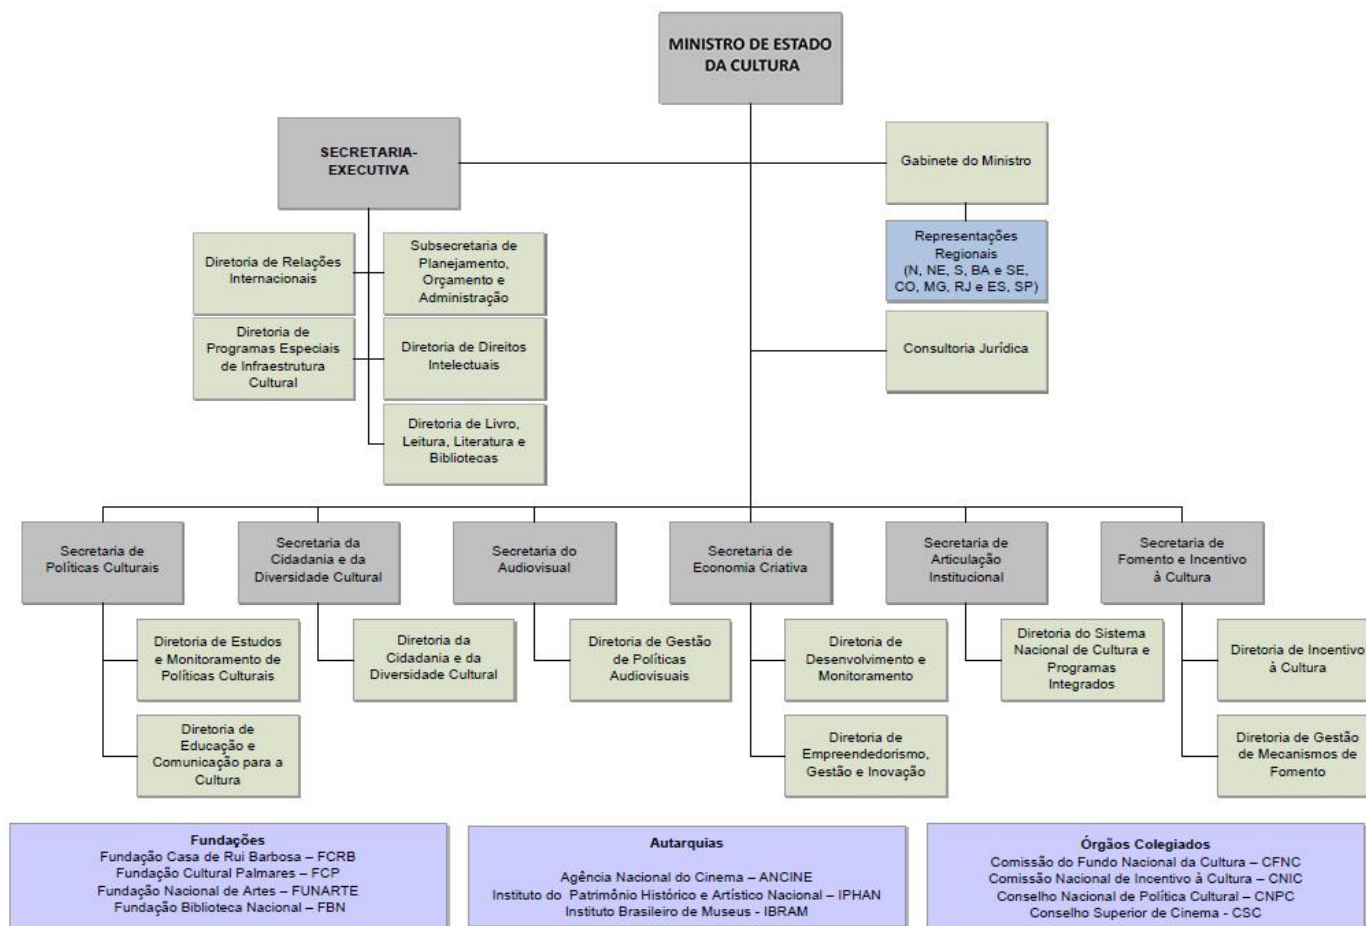 MINISTRO DE ESTADO
DA CULTURA
SECRETARIA-
EXECUTIVA
Gabinete do Ministro
Representações
Regionais
(N, NE, S, BA e SE,
CO, MG, RJ e ES, SP)
Consultoria Jurídica
Diretoria de Relações
Internacionais
Subsecretaria de
Planejamento,
Orçamento e
Administração
Diretoria de
Programas Especiais
de Infraestrutura
Cultural
Diretoria de Direitos
Intelectuais
Diretoria de Livro,
Leitura, Literatura e
Bibliotecas
Secretaria de
Políticas Culturais
Secretaria da
Cidadania e da
Diversidade Cultural
Secretaria do
Audiovisual
Secretaria de
Economia Criativa
Secretaria de
Articulação
Institucional
Secretaria de
Fomento e Incentivo
à Cultura
Diretoria de Estudos
e Monitoramento de
Políticas Culturais
Diretoria da
Cidadania e da
Diversidade Cultural
Diretoria de Gestão
de Políticas
Audiovisuais
Diretoria de
Desenvolvimento e
Monitoramento
Diretoria do Sistema
Nacional de Cultura e
Programas
Integrados
Diretoria de Incentivo
à Cultura
Diretoria de
Educação e
Comunicação para a
Cultura
Diretoria de
Empreendedorismo,
Gestão e Inovação
Diretoria de Gestão
de Mecanismos de
Fomento
Fundações
Fundação Casa de Rui Barbosa – FCRB
Fundação Cultural Palmares – FCP
Fundação Nacional de Artes – FUNARTE
Fundação Biblioteca Nacional – FBN
Autarquias
Agência Nacional do Cinema – ANCINE
Instituto do Patrimônio Histórico e Artístico Nacional – IPHAN
Instituto Brasileiro de Museus - IBRAM
Órgãos Colegiados
Comissão do Fundo Nacional da Cultura – CFNC
Comissão Nacional de Incentivo à Cultura – CNIC
Conselho Nacional de Política Cultural – CNPC
Conselho Superior de Cinema - CSC